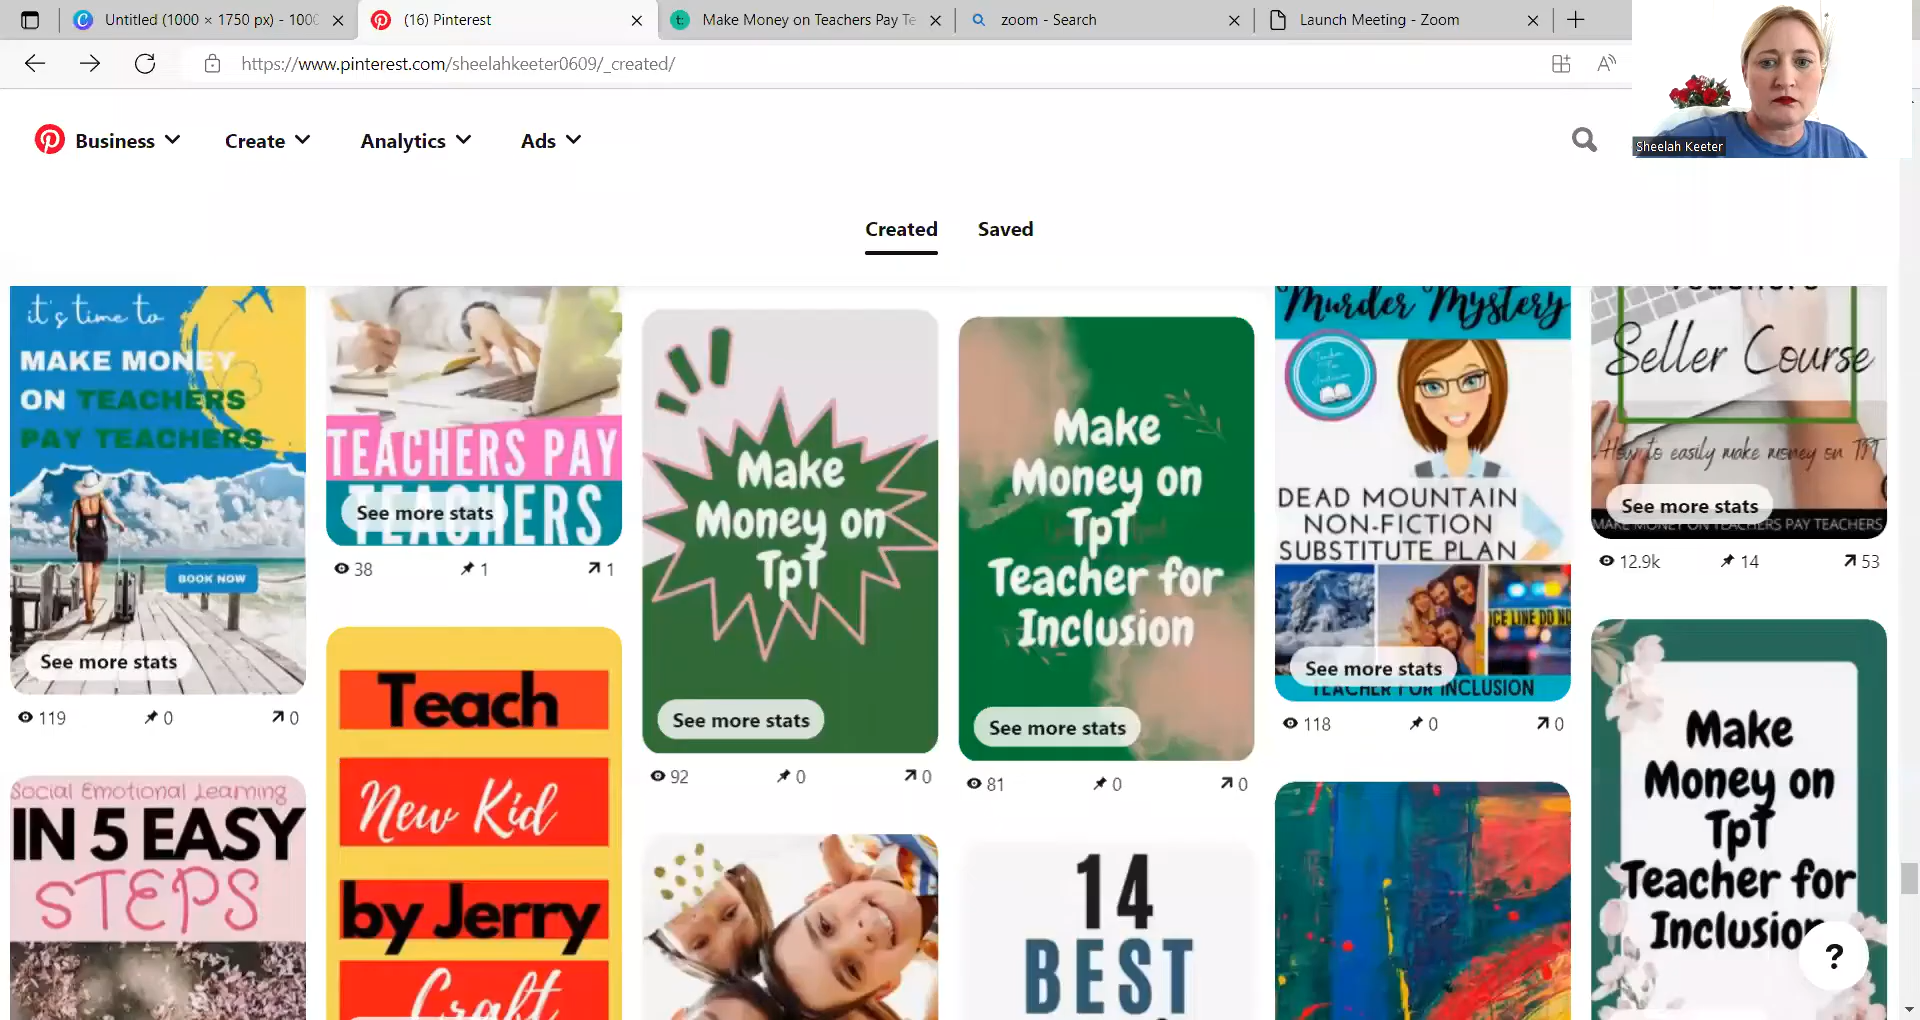 Untitled (1000 × 1750 px) - 100
(16) Pinterest
Make Money on Teachers Pay Te
zoom - Search
Launch Meeting - Zoom
https://www.pinterest.com/sheelahkeeter0609/_created/
Sheelah Keeter
Business
Create
Analytics
Ads
Created
Saved
it's time to
MAKE MONEY
ON TEACHERS
PAY TEACHERS
BOOK NOW
See more stats
119
0
0
Social Emotional Learning
IN 5 EASY
STEPS
TEACHERS PAY
TEACHERS
See more stats
38
1
1
Teach
New Kid
by Jerry
Craft
Make
Money on
TpT
See more stats
92
0
0
Make
Money on
TpT
Teacher for
Inclusion
See more stats
81
0
0
14
BEST
Murder Mystery
DEAD MOUNTAIN
NON-FICTION
SUBSTITUTE PLAN
See more stats
TEACHER FOR INCLUSION
118
0
0
Teachers
Seller Course
How to easily make money on TPT
See more stats
MAKE MONEY ON TEACHERS PAY TEACHERS
12.9k
14
53
Make
Money on
TpT
Teacher for
Inclusion
?